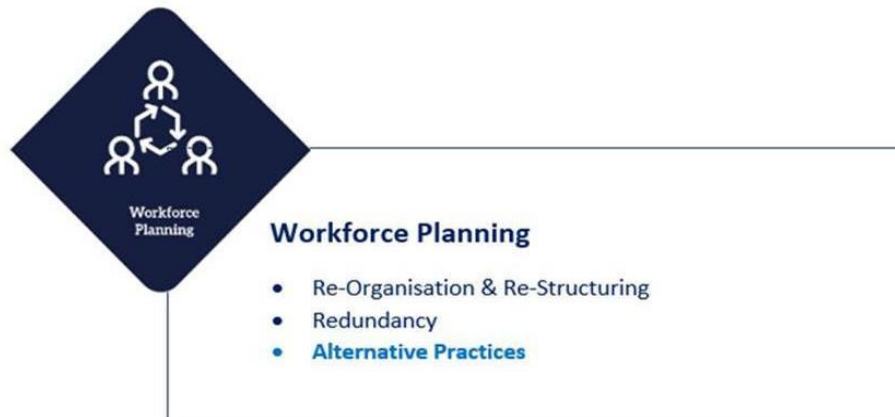 Workforce
Planning
Workforce Planning
• Re-Organisation & Re-Structuring
• Redundancy
• Alternative Practices